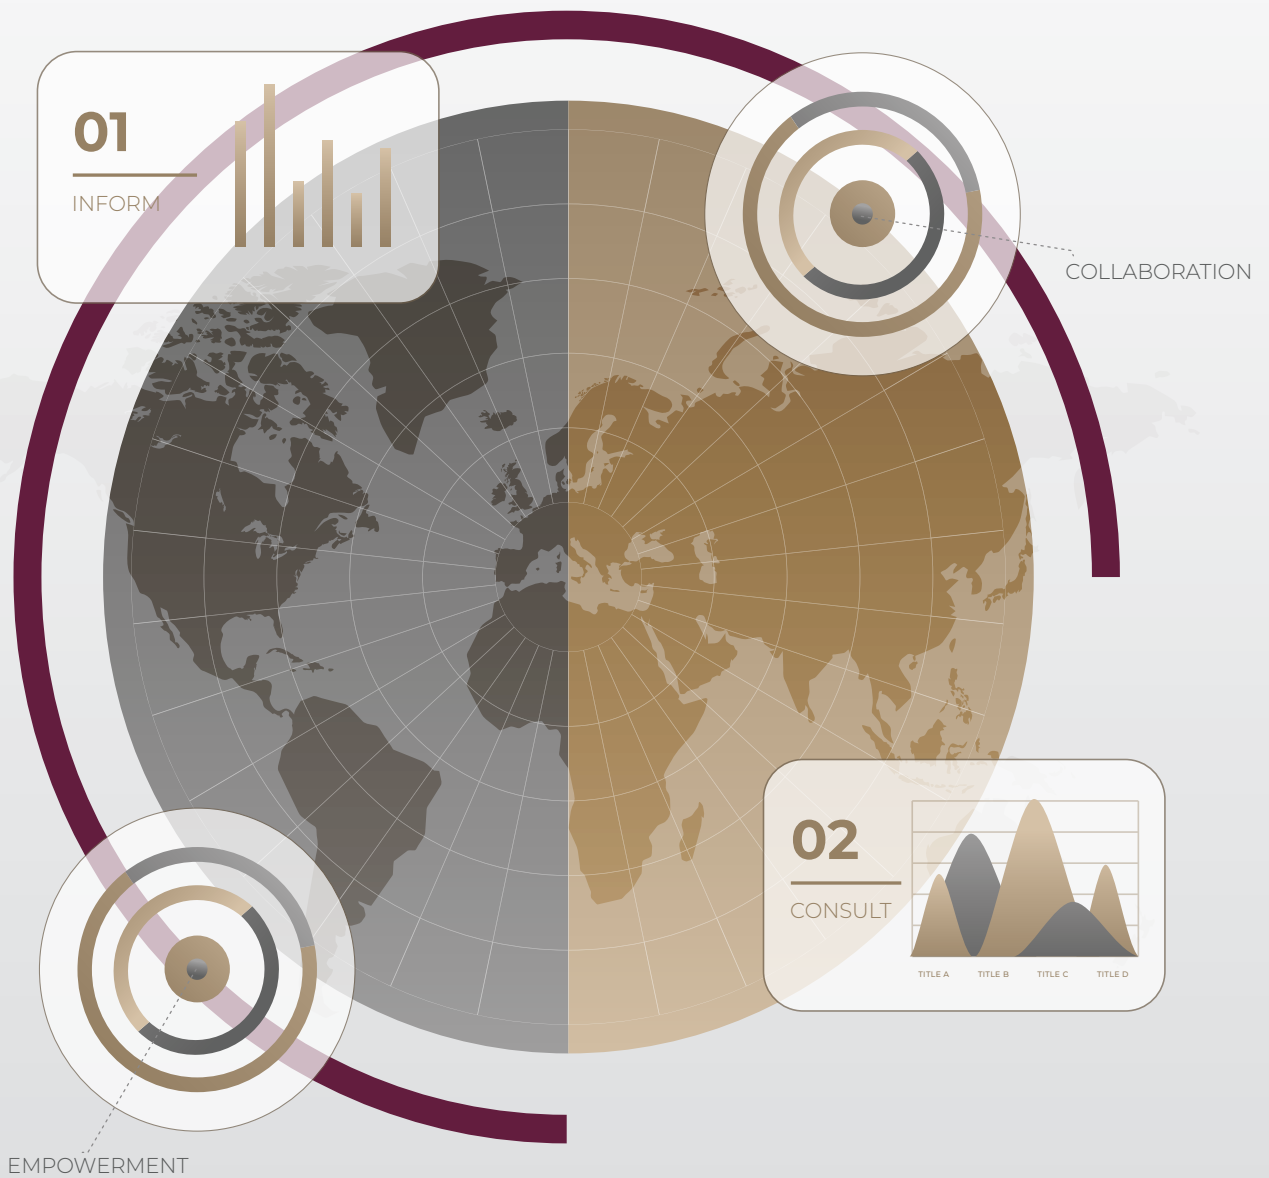 01
INFORM
COLLABORATION
02
CONSULT
TITLE A TITLE B TITLE C TITLE D
EMPOWERMENT